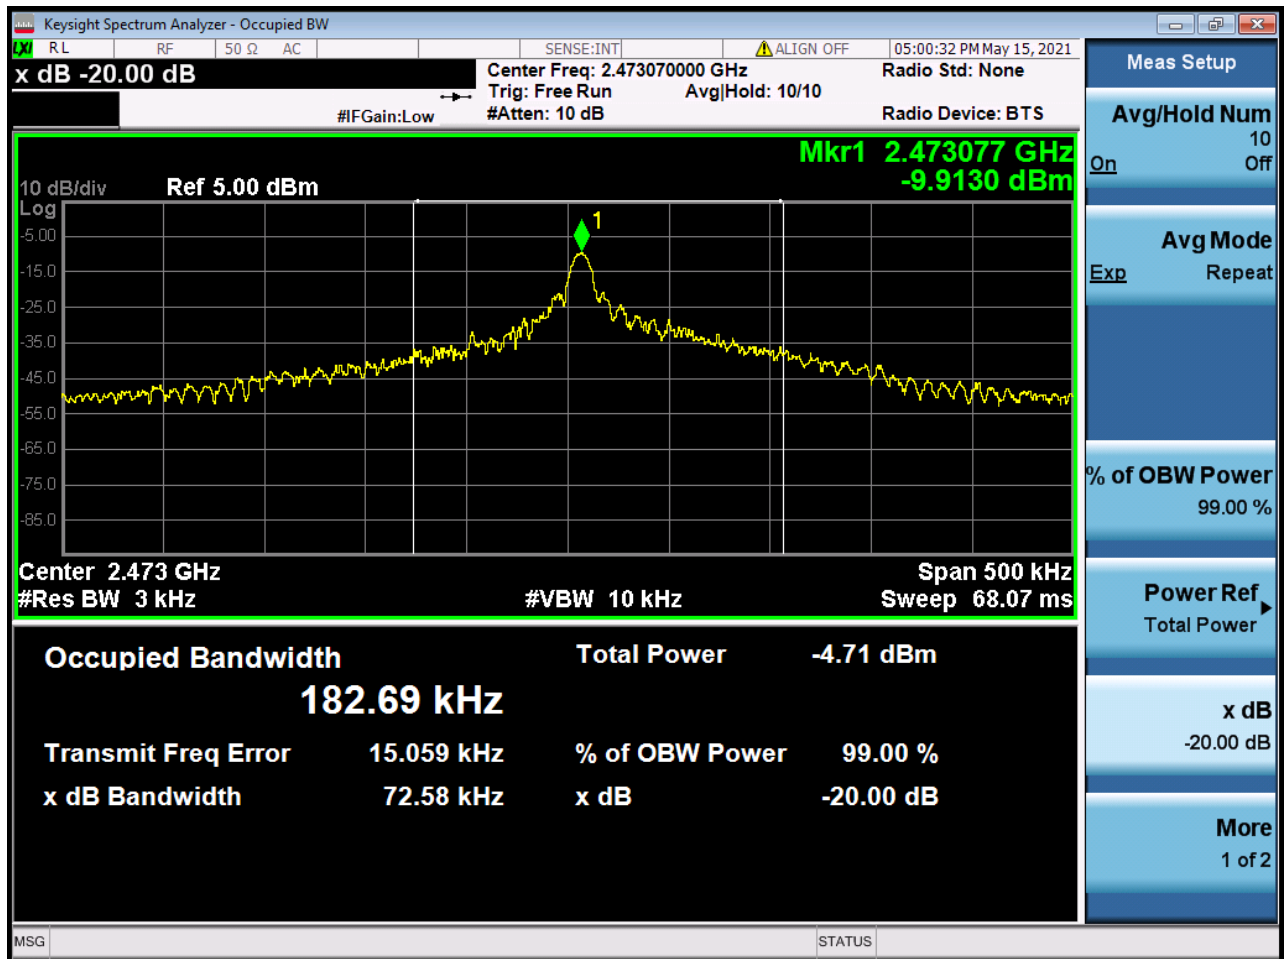 Keysight Spectrum Analyzer - Occupied BW
LXI RL RF 50 Ω AC SENSE:INT ALIGN OFF 05:00:32 PM May 15, 2021
x dB -20.00 dB
Center Freq: 2.473070000 GHz Radio Std: None
Trig: Free Run Avg|Hold: 10/10
#IFGain:Low #Atten: 10 dB Radio Device: BTS
Mkr1 2.473077 GHz
-9.9130 dBm
10 dB/div Ref 5.00 dBm
Log
1
-5.00
-15.0
-25.0
-35.0
-45.0
-55.0
-65.0
-75.0
-85.0
Center 2.473 GHz Span 500 kHz
#Res BW 3 kHz #VBW 10 kHz Sweep 68.07 ms
Occupied Bandwidth Total Power -4.71 dBm
182.69 kHz
Transmit Freq Error 15.059 kHz % of OBW Power 99.00 %
x dB Bandwidth 72.58 kHz x dB -20.00 dB
MSG STATUS
Meas Setup
Avg/Hold Num
10
On Off
Avg Mode
Exp Repeat
% of OBW Power
99.00 %
Power Ref
Total Power
x dB
-20.00 dB
More
1 of 2